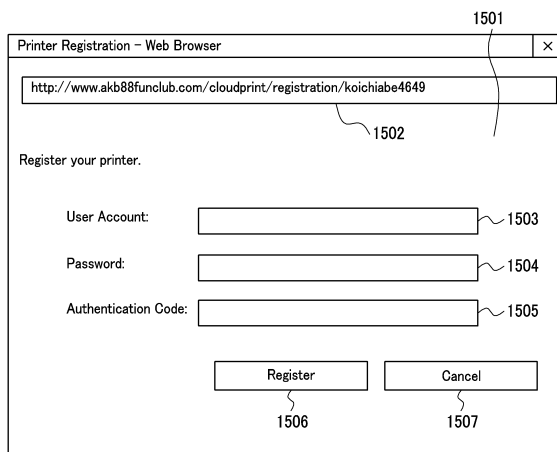 1501
Printer Registration - Web Browser ×
http://www.akb88funclub.com/cloudprint/registration/koichiabe4649
1502
Register your printer.
User Account: 1503
Password: 1504
Authentication Code: 1505
Register Cancel
1506 1507